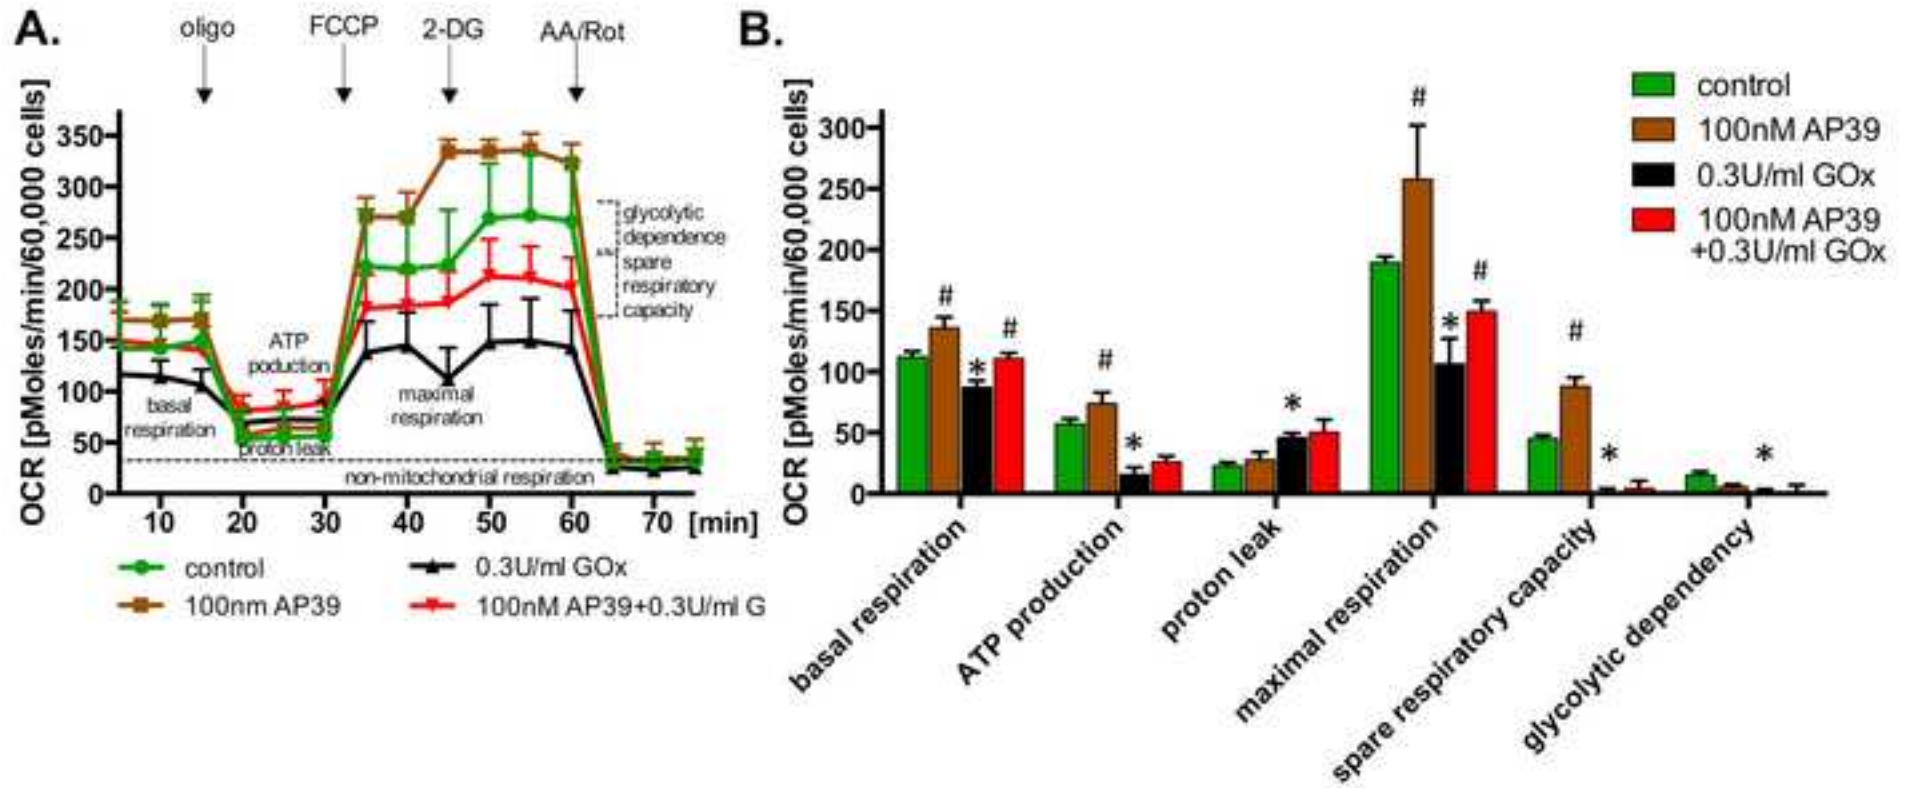 A.
oligo
FCCP
2-DG
AA/Rot
OCR [pMoles/min/60,000 cells]
350
300
250
200
150
100
50
0
10
20
30
40
50
60
70
[min]
basal
respiration
ATP
poduction
proton leak
maximal
respiration
non-mitochondrial respiration
glycolytic
dependence
spare
respiratory
capacity
control
100nm AP39
0.3U/ml GOx
100nM AP39+0.3U/ml G
B.
OCR [pMoles/min/60,000 cells]
300
250
200
150
100
50
0
#
*
#
#
*
*
#
*
#
#
*
*
basal respiration
ATP production
proton leak
maximal respiration
spare respiratory capacity
glycolytic dependency
control
100nM AP39
0.3U/ml GOx
100nM AP39
+0.3U/ml GOx